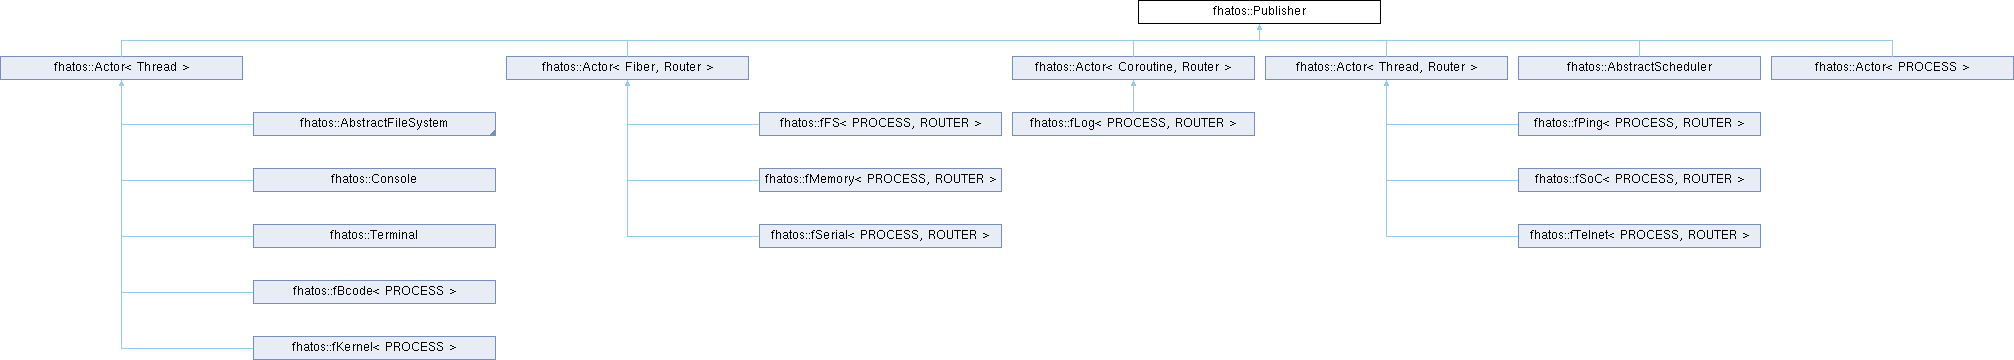 fhatos::Publisher
fhatos::Actor< Thread >
fhatos::Actor< Fiber, Router >
fhatos::Actor< Coroutine, Router >
fhatos::Actor< Thread, Router >
fhatos::AbstractScheduler
fhatos::Actor< PROCESS >
fhatos::AbstractFileSystem
fhatos::fFS< PROCESS, ROUTER >
fhatos::fLog< PROCESS, ROUTER >
fhatos::fPing< PROCESS, ROUTER >
fhatos::Console
fhatos::fMemory< PROCESS, ROUTER >
fhatos::fSoC< PROCESS, ROUTER >
fhatos::Terminal
fhatos::fSerial< PROCESS, ROUTER >
fhatos::fTelnet< PROCESS, ROUTER >
fhatos::fBcode< PROCESS >
fhatos::fKernel< PROCESS >